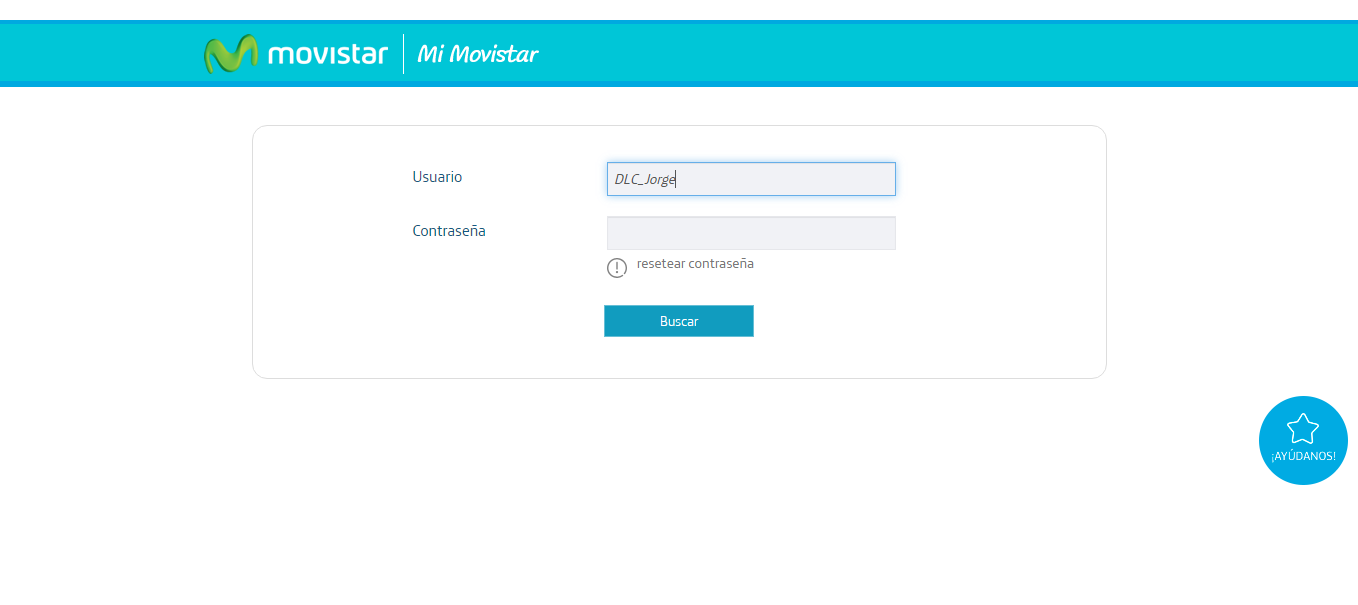 movistar Mi Movistar
Usuario DLC_Jorge
Contraseña
resetear contraseña
Buscar
¡AYÚDANOS!